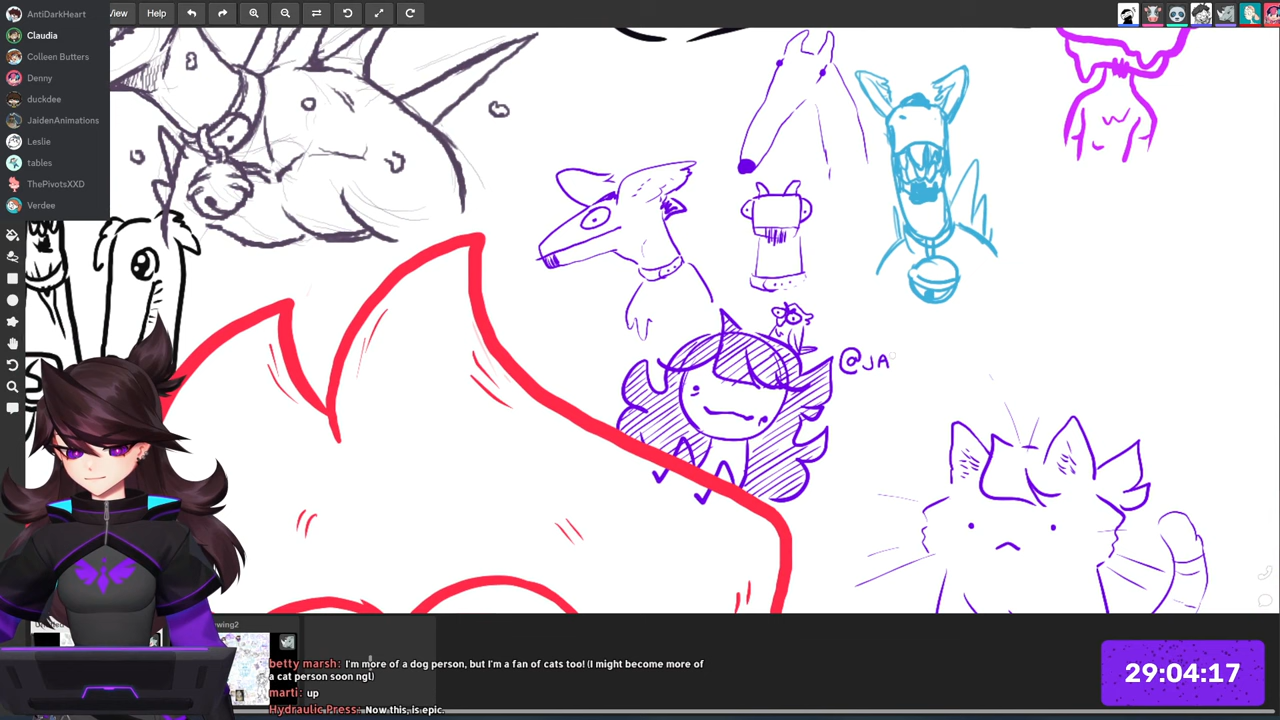 AntiDarkHeart
View
Help
Claudia
Colleen Butters
Denny
duckdee
JaidenAnimations
Leslie
tables
ThePivotsXXD
Verdee
@JA
betty marsh: I'm more of a dog person, but I'm a fan of cats too! (I might become more of
a cat person soon ngl)
marti: up
Hydraulic Press: Now this, is epic.
29:04:17